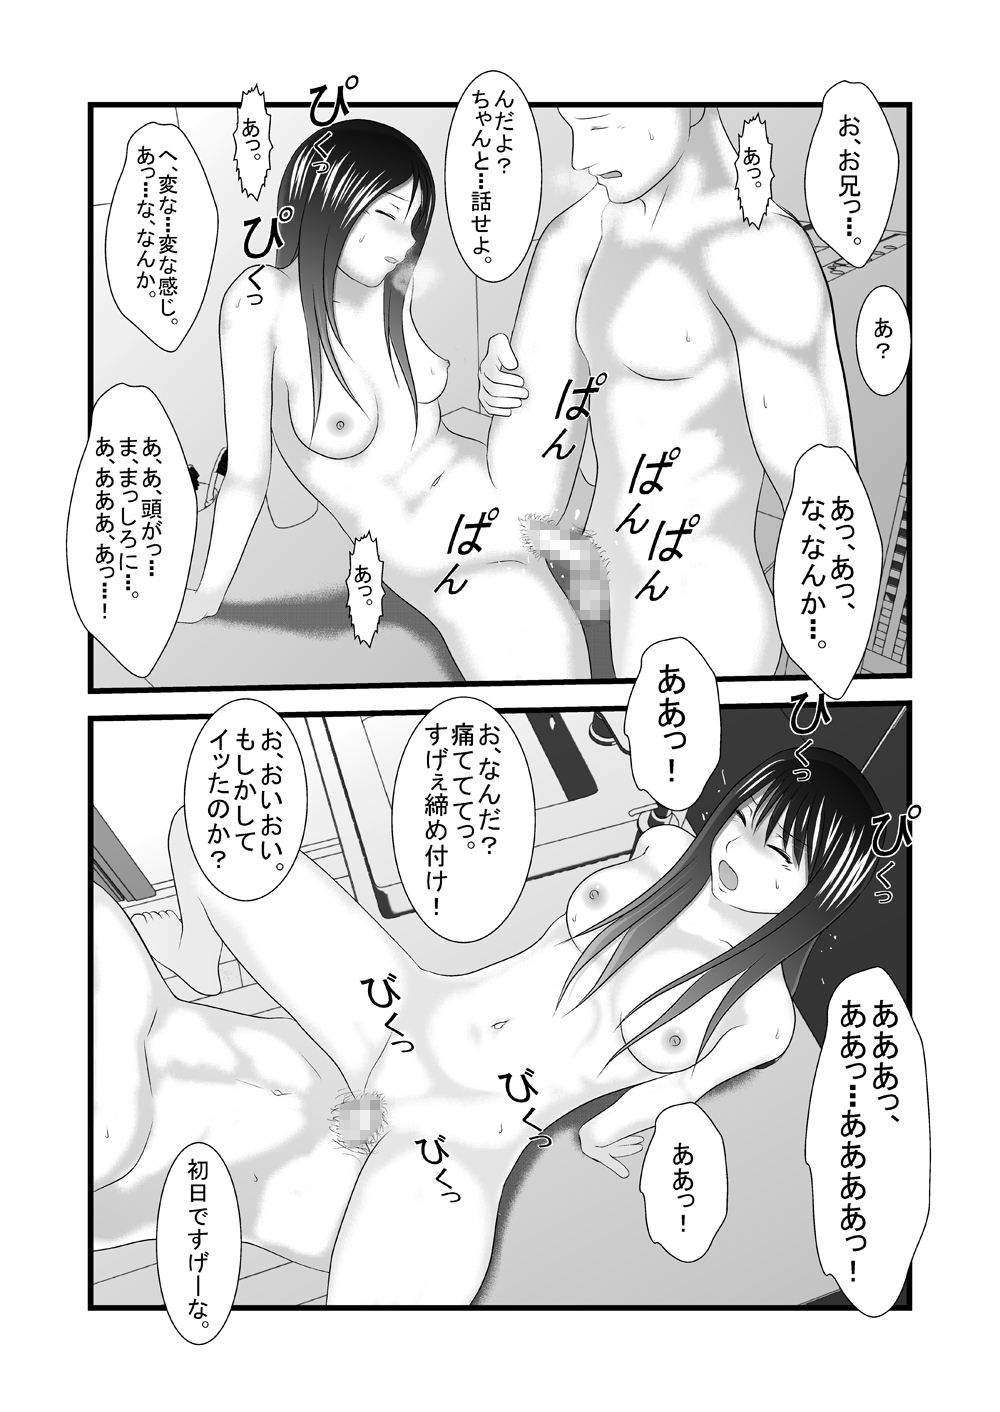 お、お兄っ…。
あっ。
あ？
んだよ？
ちゃんと…話せよ。
あっ、あっ、
な、なんか…。
あっ。
へ、変な…変な感じ。
あっ…な、なんか。
あ、あ、頭がっ…
ま、まっしろに…。
あ、あああ、あっ…！
あっ。
ぴくっ
ぴくっ
ぱん
ぱん
ぱん
ぱん
ああっ！
お、なんだ？
痛てててっ。
すげぇ締め付け！
お、おいおい。
もしかして
イッたのか？
あああっ、
ああっ…ああああっ！
ああっ！
初日ですげーな。
ぴくっ
ぴくっ
びくっ
びくっ
びくっ